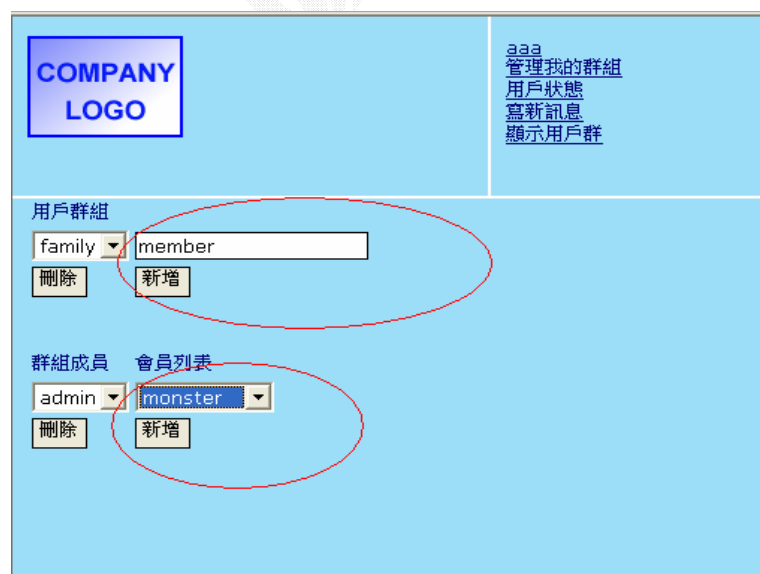 COMPANY
LOGO
aaa
管理我的群組
用戶狀態
寫新訊息
顯示用戶群
用戶群組
family member
刪除 新增
群組成員 會員列表
admin monster
刪除 新增